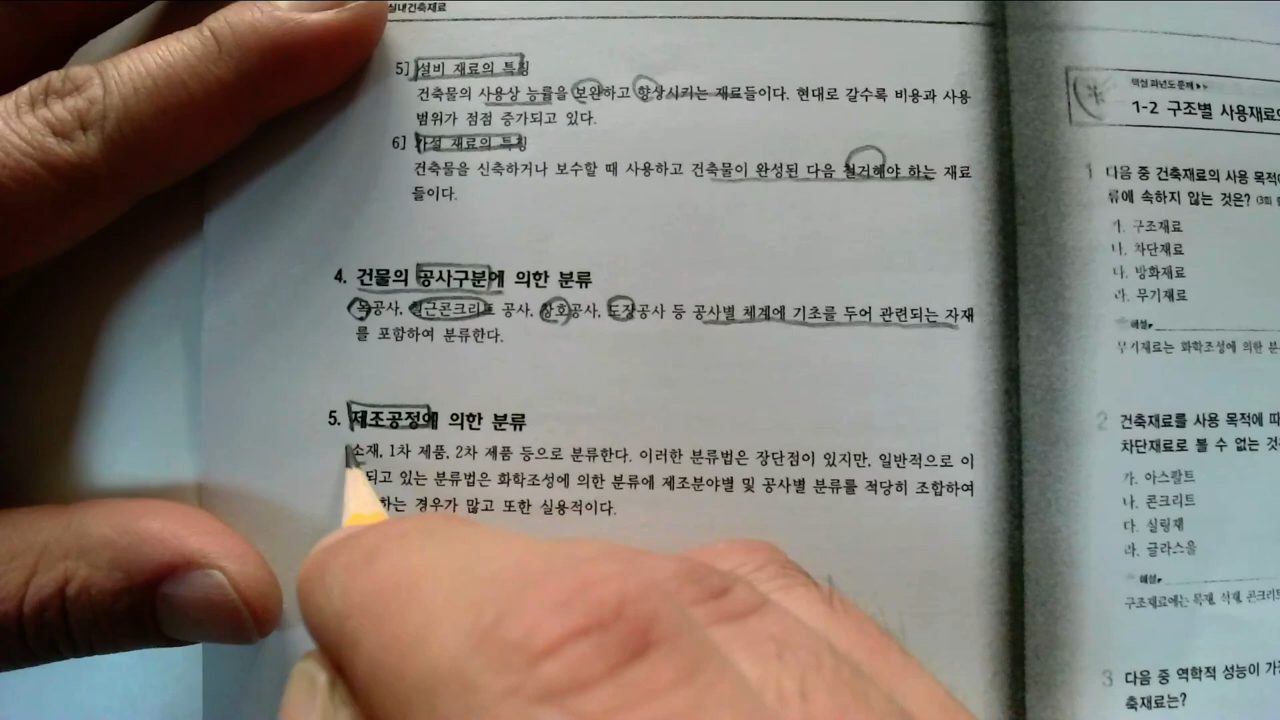 실내건축재료
5] 설비 재료의 특징
건축물의 사용상 능률을 보완하고 향상시키는 재료들이다. 현대로 갈수록 비용과 사용
범위가 점점 증가되고 있다.
6] 가설 재료의 특징
건축물을 신축하거나 보수할 때 사용하고 건축물이 완성된 다음 철거해야 하는 재료
들이다.
4. 건물의 공사구분에 의한 분류
목공사, 철근콘크리트 공사, 창호공사, 도장공사 등 공사별 체계에 기초를 두어 관련되는 자재
를 포함하여 분류한다.
5. 제조공정에 의한 분류
소재, 1차 제품, 2차 제품 등으로 분류한다. 이러한 분류법은 장단점이 있지만, 일반적으로 이
되고 있는 분류법은 화학조성에 의한 분류에 제조분야별 및 공사별 분류를 적당히 조합하여
하는 경우가 많고 또한 실용적이다.
핵심 과년도 문제
1-2 구조별 사용재료
1 다음 중 건축재료의 사용 목적에
류에 속하지 않는 것은? (3회
가. 구조재료
나. 차단재료
다. 방화재료
라. 무기재료
해설
무기재료는 화학조성에 의한 분
2 건축재료를 사용 목적에 따
차단재료로 볼 수 없는 것
가. 아스팔트
나. 콘크리트
다. 실링재
라. 글라스울
해설
구조재료에는 목재, 석재, 콘크리트
3 다음 중 역학적 성능이 가
축재료는?